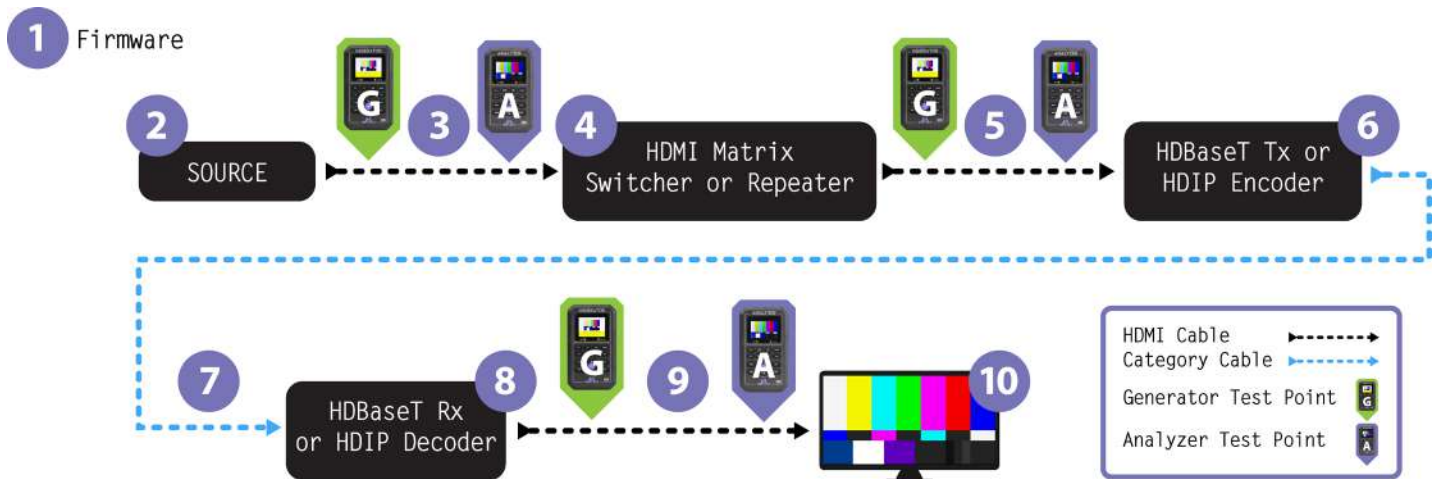 1 Firmware
G 3 A
G 5 A
2 SOURCE
4 HDMI Matrix
Switcher or Repeater
6 HDBaseT Tx or
HDIP Encoder
7
8 HDBaseT Rx
or HDIP Decoder
G 9 A
10
HDMI Cable
Category Cable
Generator Test Point G
Analyzer Test Point A